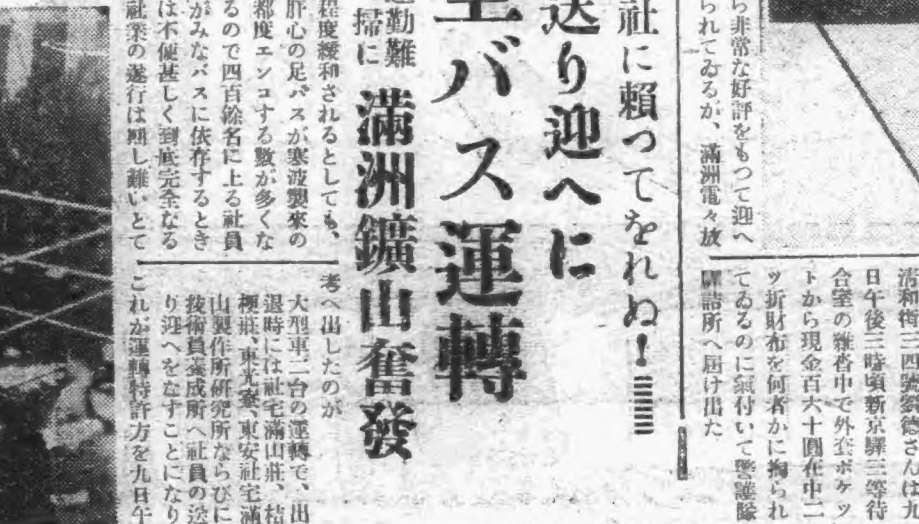 ら非常な好評をもつて迎へ
られてゐるが、滿洲電々放
日午後三時頃新京驛三等待
合室の雜沓中で外套ポケツ
トから現金百六十圓在中二
ツ折財布を何者かに掏られ
てゐるのに氣付いて警護隊
詰所へ届け出た
社に賴つてをれぬ!
送り迎へに
バス運轉
勤難
掃に
滿洲鑛山奮發
程度緩和されるとしても、
肝心の足バスが寒波襲來の
都度エンコする數が多くな
るので四百餘名に上る社員
がみなバスに依存するとき
は不便甚しく到底完全なる
社業の遂行は期し難いとて
考へ出したのが
大型車二台の運轉で、出
退時には社宅滿山莊、桔
梗莊、東光寮、東安社宅滿
山製作所研究所ならびに
技術員養成所へ社員の送
り迎へをなすことになり
これが運轉特許方を九日午